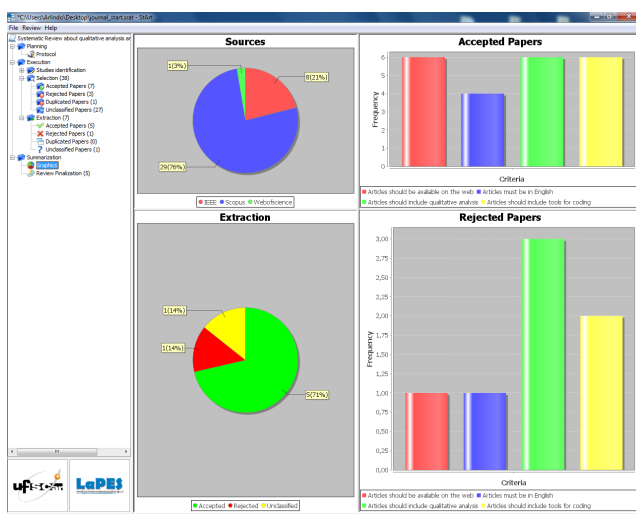 *C:\Users\Arlindo\Desktop\journal_start.srat - StArt
File Review Help
Systematic Review about qualitative analysis ar
Planning
Protocol
Execution
Studies identification
Selection (38)
Accepted Papers (7)
Rejected Papers (3)
Duplicated Papers (1)
Unclassified Papers (27)
Extraction (7)
Accepted Papers (5)
Rejected Papers (1)
Duplicated Papers (0)
Unclassified Papers (1)
Summarization
Graphics
Review Finalization (5)
ufscar
LaPES
Sources
1(3%)
8(21%)
29(76%)
IEEE Scopus Webofscience
Accepted Papers
6
5
4
3
2
1
0
Frequency
Criteria
Articles should be available on the web Articles must be in English
Articles should include qualitative analysis Articles should include tools for coding
Extraction
1(14%)
1(14%)
5(71%)
Accepted Rejected Unclassified
Rejected Papers
3,00
2,75
2,50
2,25
2,00
1,75
1,50
1,25
1,00
0,75
0,50
0,25
0,00
Frequency
Criteria
Articles should be available on the web Articles must be in English
Articles should include qualitative analysis Articles should include tools for coding